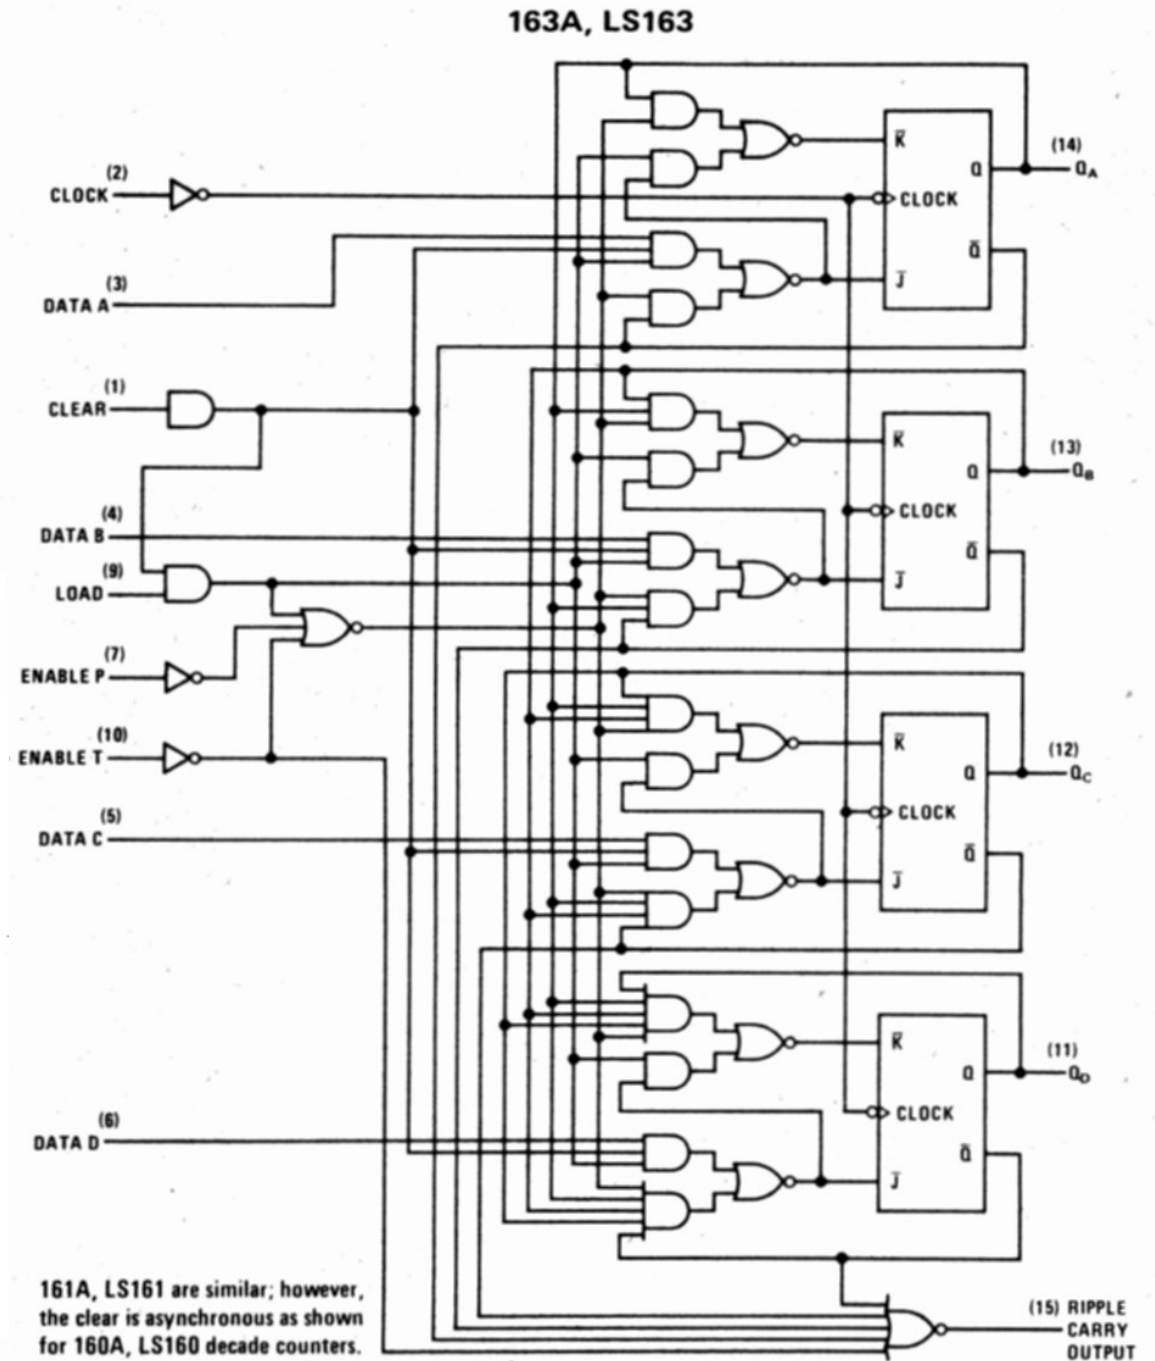 163A, LS163
(2)
CLOCK
(3)
DATA A
(1)
CLEAR
(4)
DATA B
(9)
LOAD
(7)
ENABLE P
(10)
ENABLE T
(5)
DATA C
(6)
DATA D
K̅
Q
(14)
QA
CLOCK
Q̅
J̅
K̅
Q
(13)
QB
CLOCK
Q̅
J̅
K̅
Q
(12)
QC
CLOCK
Q̅
J̅
K̅
Q
(11)
QD
CLOCK
Q̅
J̅
161A, LS161 are similar; however,
the clear is asynchronous as shown
for 160A, LS160 decade counters.
(15) RIPPLE
CARRY
OUTPUT